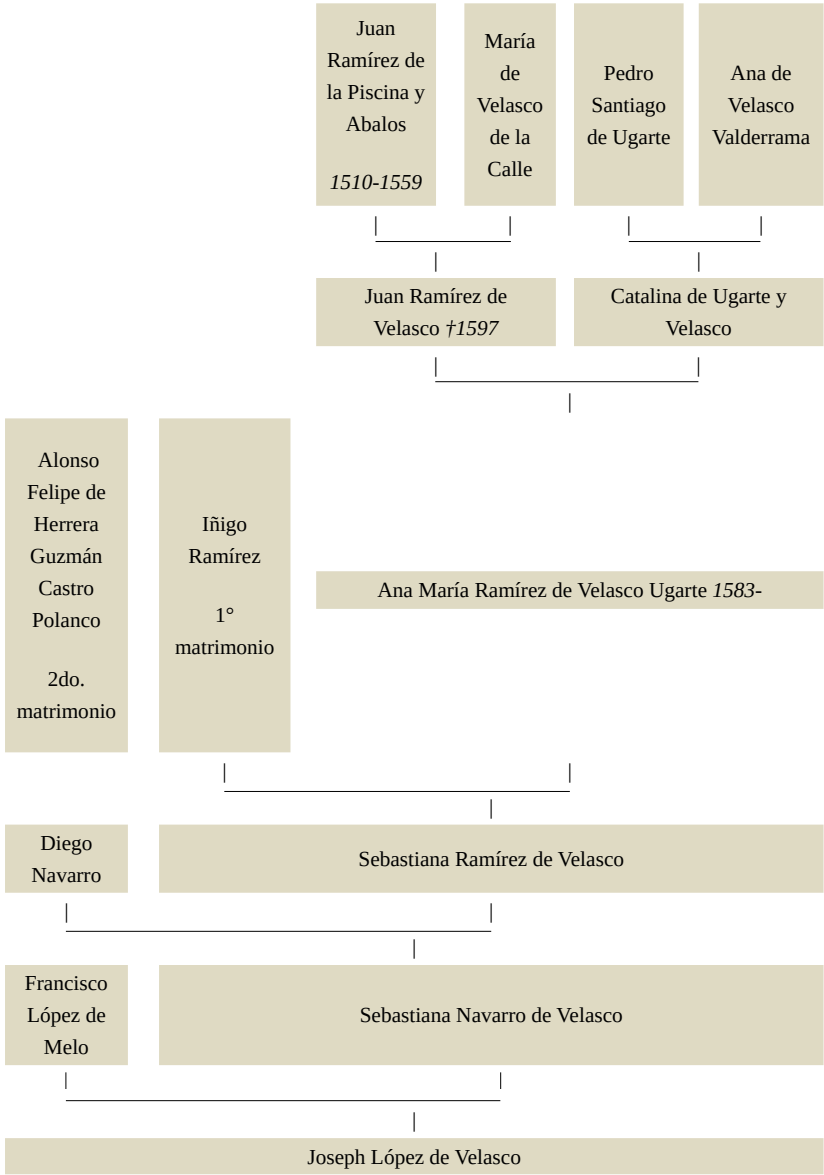 Juan
Ramírez de
la Piscina y
Abalos
1510-1559
María
de
Velasco
de la
Calle
Pedro
Santiago
de Ugarte
Ana de
Velasco
Valderrama
Juan Ramírez de
Velasco †1597
Catalina de Ugarte y
Velasco
Alonso
Felipe de
Herrera
Guzmán
Castro
Polanco
2do.
matrimonio
Iñigo
Ramírez
1°
matrimonio
Ana María Ramírez de Velasco Ugarte 1583-
Diego
Navarro
Sebastiana Ramírez de Velasco
Francisco
López de
Melo
Sebastiana Navarro de Velasco
Joseph López de Velasco